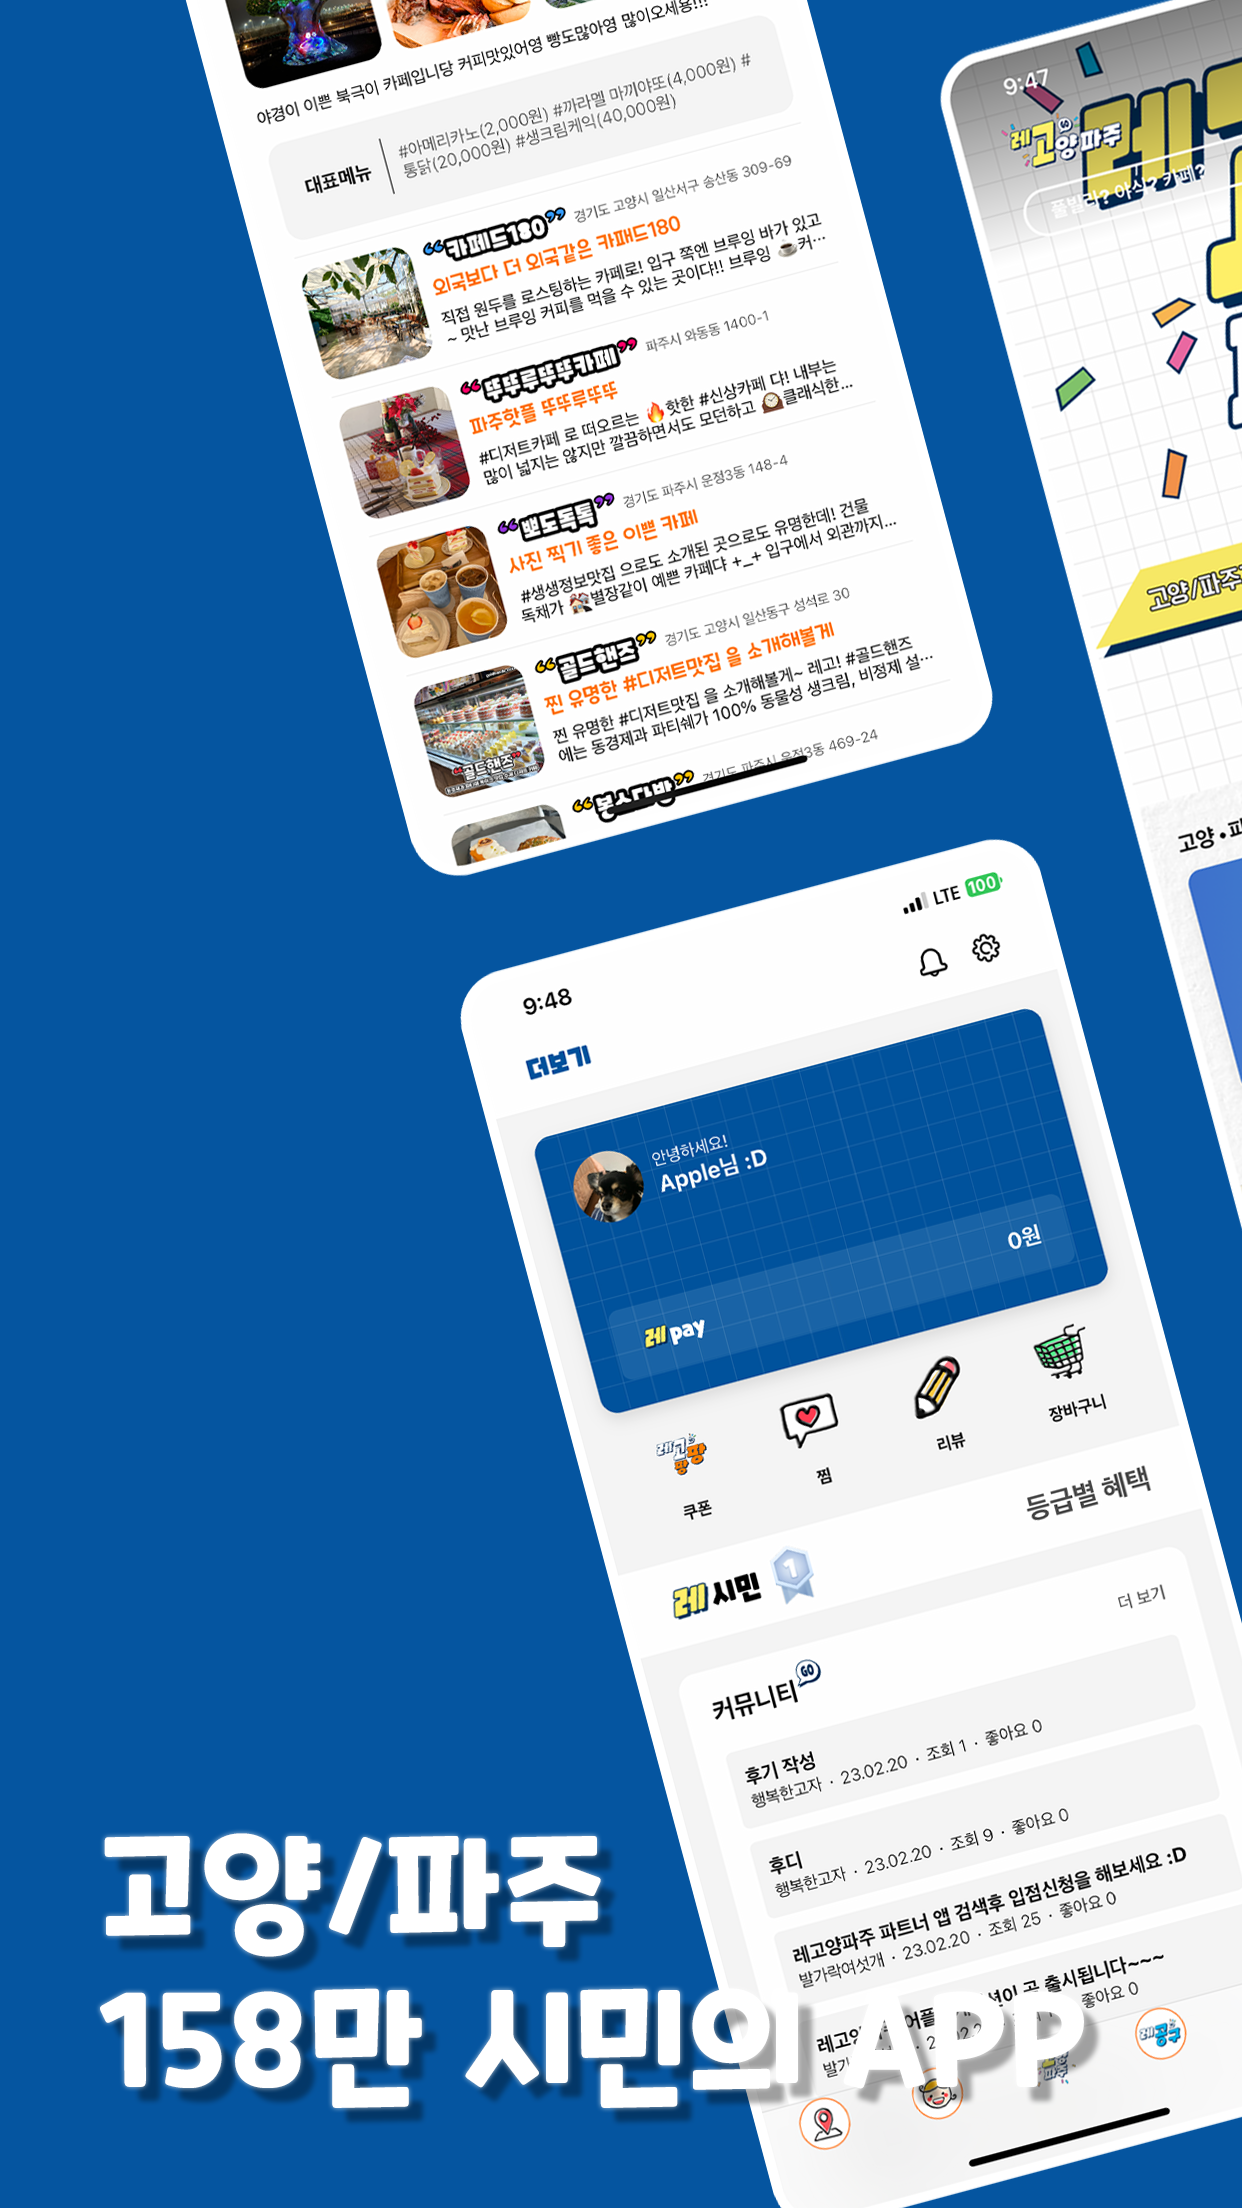 야경이 이쁜 북극이 카페입니당 커피맛있어영 빵도많아영 많이오세용!!!
대표메뉴
#아메리카노(2,000원) #까라멜 마끼야또(4,000원) #
통닭(20,000원) #생크림케익(40,000원)
“카페드180” 경기도 고양시 일산서구 송산동 309-69
외국보다 더 외국같은 카패드180
직접 원두를 로스팅하는 카페로! 입구 쪽엔 브루잉 바가 있고
~ 맛난 브루잉 커피를 먹을 수 있는 곳이댜!! 브루잉 ☕커…
“뚜뚜루뚜뚜카페” 파주시 와동동 1400-1
파주핫플 뚜뚜루뚜뚜
#디저트카페 로 떠오르는 🔥핫한 #신상카페 댜! 내부는
많이 넓지는 않지만 깔끔하면서도 모던하고 🕰️클래식한...
“뽀도독톡” 경기도 파주시 운정3동 148-4
사진 찍기 좋은 이쁜 카페
#생생정보맛집 으로도 소개된 곳으로도 유명한데! 건물
독채가 🏘️별장같이 예쁜 카페댜 +_+ 입구에서 외관까지...
“골드핸즈” 경기도 고양시 일산동구 성석로 30
찐 유명한 #디저트맛집 을 소개해볼게
찐 유명한 #디저트맛집 을 소개해볼게~ 레고! #골드핸즈
에는 동경제과 파티쉐가 100% 동물성 생크림, 비정제 설…
“골드핸즈”
경기도 파주시 운정3동 469-24
9:47
레고양파주
풀빌라? 야식? 카페?
레
고양/파주
고양•파
9:48
LTE 100
더보기
안녕하세요!
Apple님 :D
0원
레pay
레고팡팡
쿠폰
찜
리뷰
장바구니
등급별 혜택
레시민
1
더 보기
커뮤니티 GO
후기 작성
행복한고자 · 23.02.20 · 조회 1 · 좋아요 0
후디
행복한고자 · 23.02.20 · 조회 9 · 좋아요 0
레고양파주 파트너 앱 검색후 입점신청을 해보세요 :D
발가락여섯개 · 23.02.20 · 조회 25 · 좋아요 0
레고양
곧 출시됩니다~~~
좋아요 0
레공구
고양/파주
158만 시민의 APP